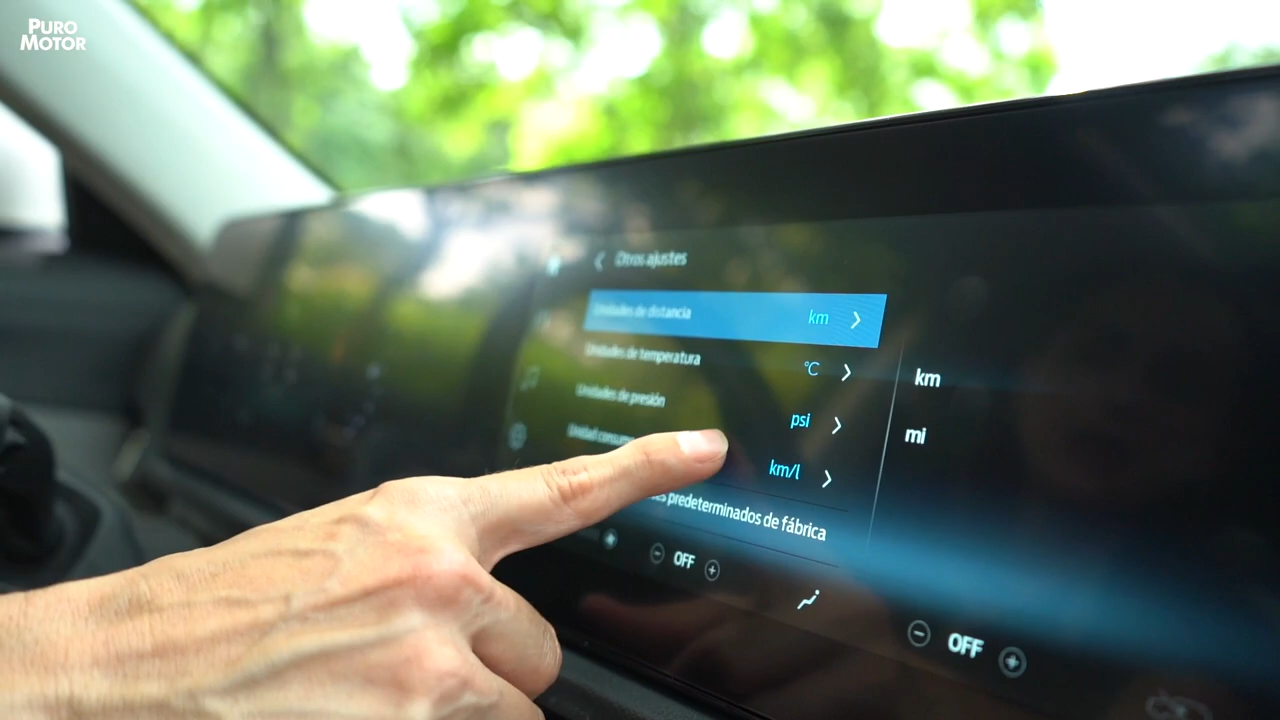 PURO
MOTOR
Otros ajustes
Unidades de distancia km
Unidades de temperatura °C
Unidades de presión psi
Unidad km/l
predeterminados de fábrica
km
mi
OFF
OFF